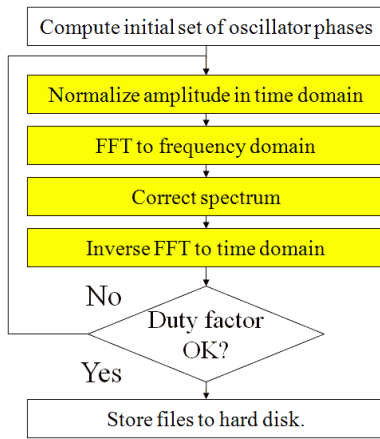 Compute initial set of oscillator phases
Normalize amplitude in time domain
FFT to frequency domain
Correct spectrum
Inverse FFT to time domain
No
Duty factor
OK?
Yes
Store files to hard disk.